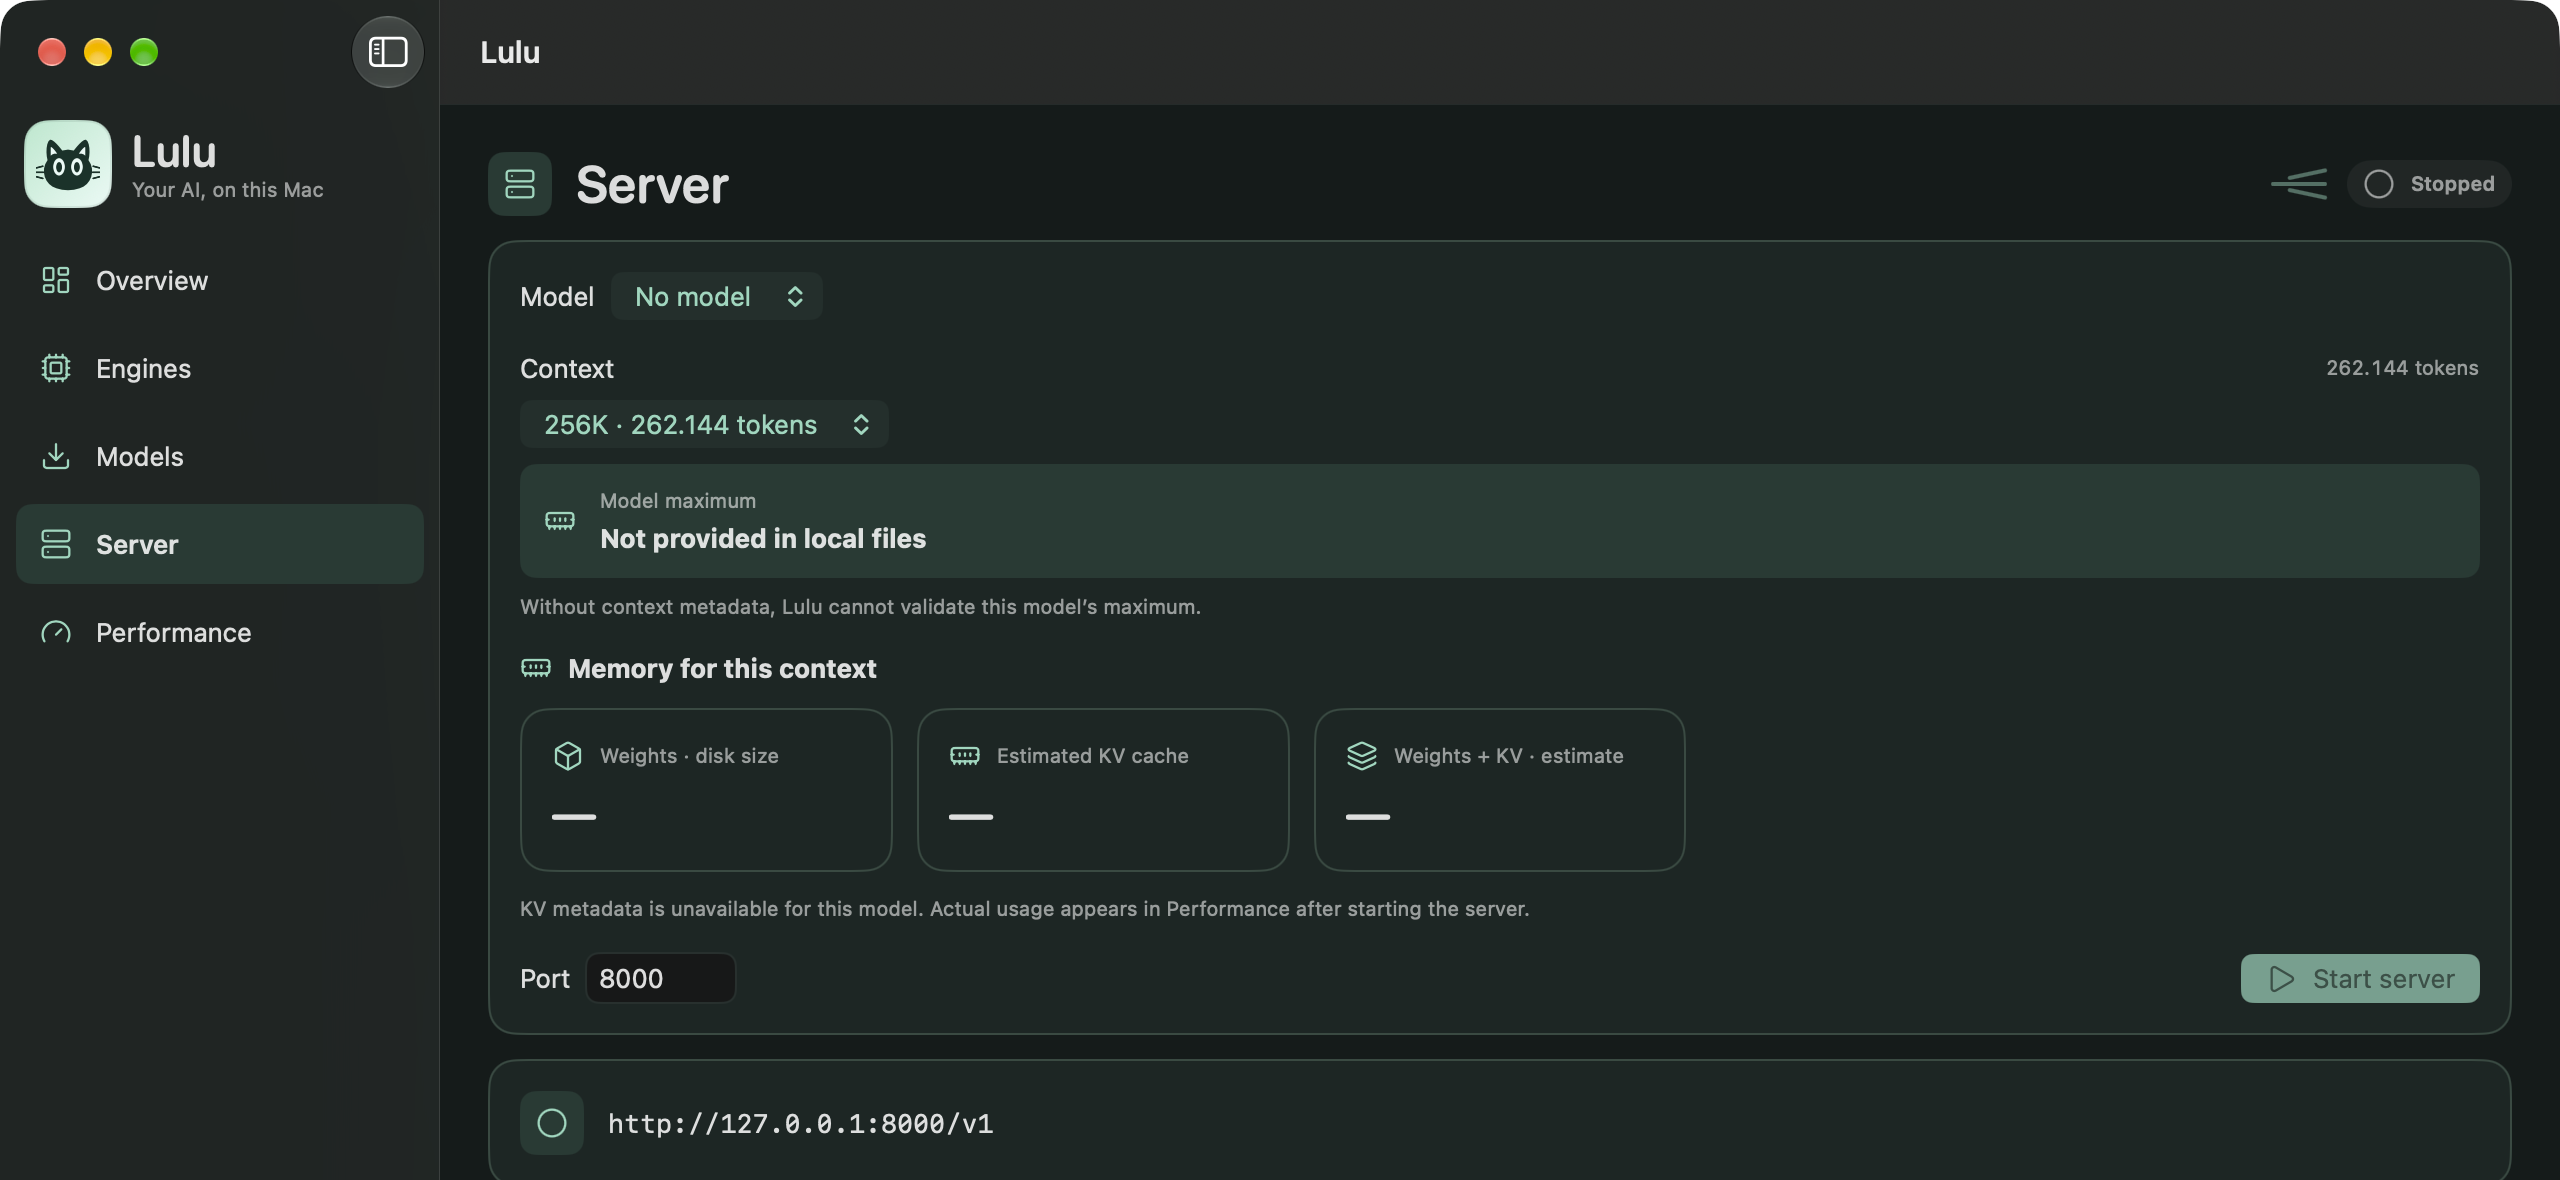 Lulu
Lulu
Your AI, on this Mac
Overview
Engines
Models
Server
Performance
Server
Stopped
Model
No model
Context
262.144 tokens
256K · 262.144 tokens
Model maximum
Not provided in local files
Without context metadata, Lulu cannot validate this model’s maximum.
Memory for this context
Weights · disk size
—
Estimated KV cache
—
Weights + KV · estimate
—
KV metadata is unavailable for this model. Actual usage appears in Performance after starting the server.
Port
8000
Start server
http://127.0.0.1:8000/v1